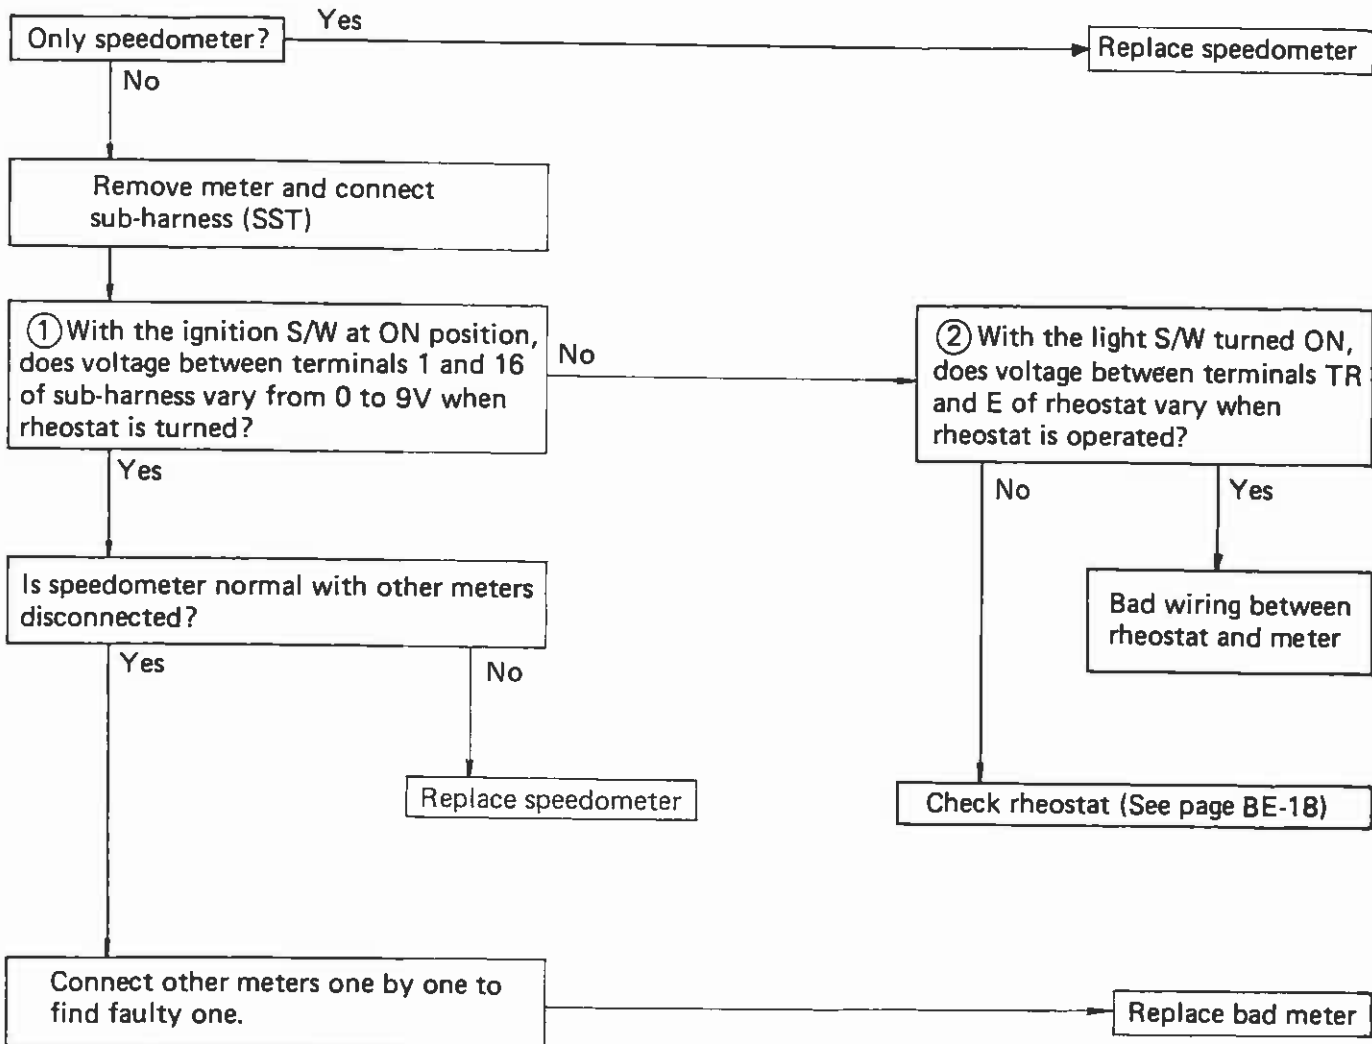 Only speedometer?
Yes
Replace speedometer
No
Remove meter and connect
sub-harness (SST)
① With the ignition S/W at ON position,
does voltage between terminals 1 and 16
of sub-harness vary from 0 to 9V when
rheostat is turned?
No
② With the light S/W turned ON,
does voltage between terminals TR
and E of rheostat vary when
rheostat is operated?
Yes
No
Yes
Is speedometer normal with other meters
disconnected?
Bad wiring between
rheostat and meter
Yes
No
Replace speedometer
Check rheostat (See page BE-18)
Connect other meters one by one to
find faulty one.
Replace bad meter